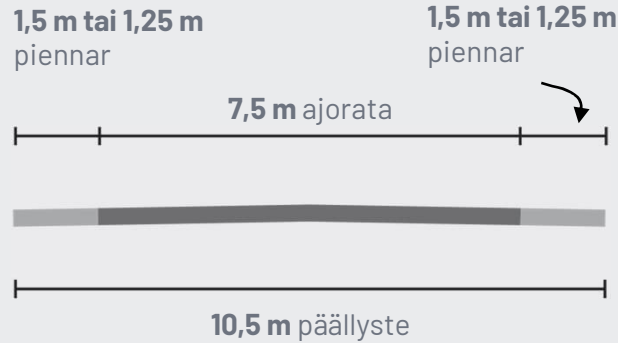 1,5 m tai 1,25 m
piennar
1,5 m tai 1,25 m
piennar
7,5 m ajorata
10,5 m päällyste